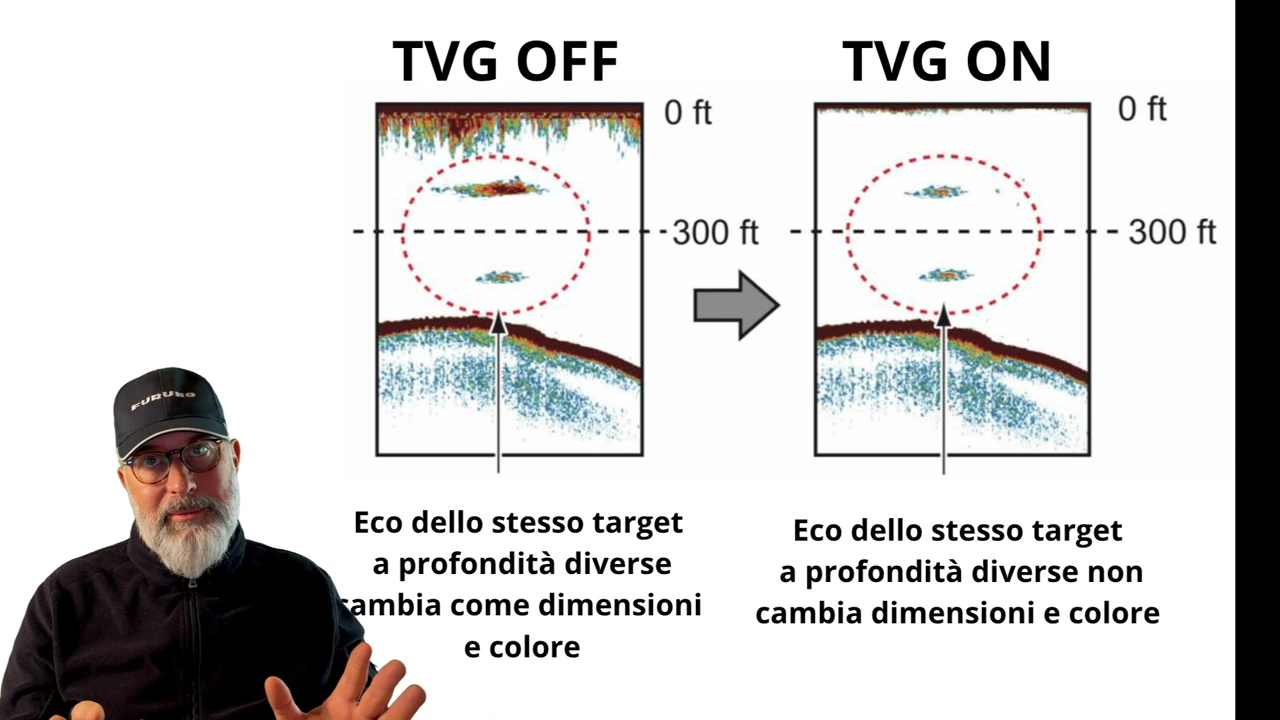 TVG OFF
TVG ON
0 ft
0 ft
300 ft
300 ft
FURUNO
Eco dello stesso target
a profondità diverse
cambia come dimensioni
e colore
Eco dello stesso target
a profondità diverse non
cambia dimensioni e colore